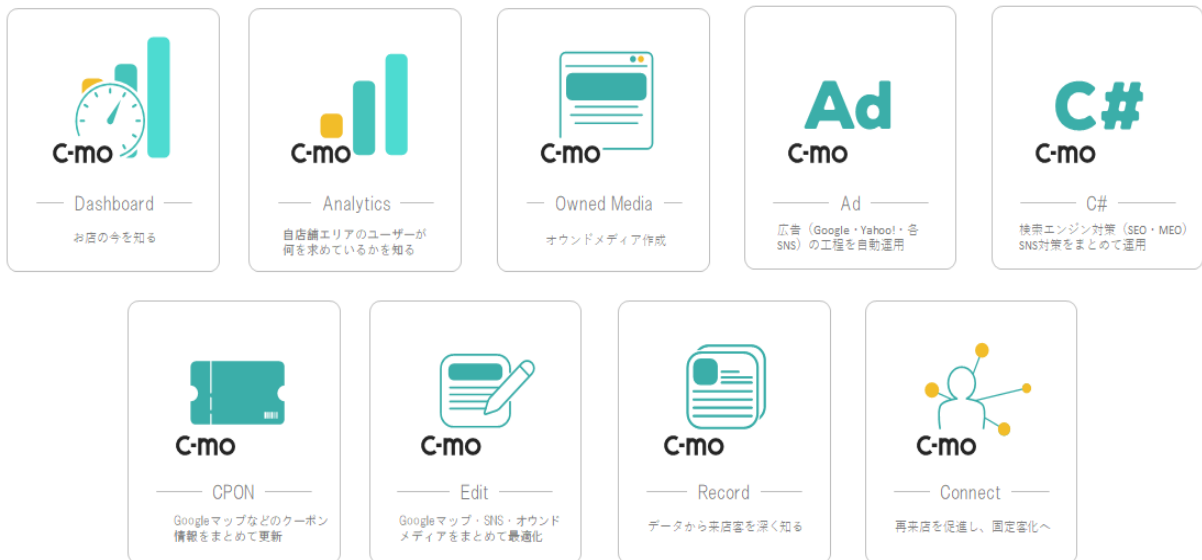 C-mo
Dashboard
お店の今を知る
C-mo
Analytics
自店舗エリアのユーザーが
何を求めているかを知る
C-mo
Owned Media
オウンドメディア作成
Ad
C-mo
Ad
広告（Google・Yahoo!・各
SNS）の工程を自動運用
C#
C-mo
C#
検索エンジン対策（SEO・MEO）
SNS対策をまとめて運用
C-mo
CPON
Googleマップなどのクーポン
情報をまとめて更新
C-mo
Edit
Googleマップ・SNS・オウンド
メディアをまとめて最適化
C-mo
Record
データから来店客を深く知る
C-mo
Connect
再来店を促進し、固定客化へ